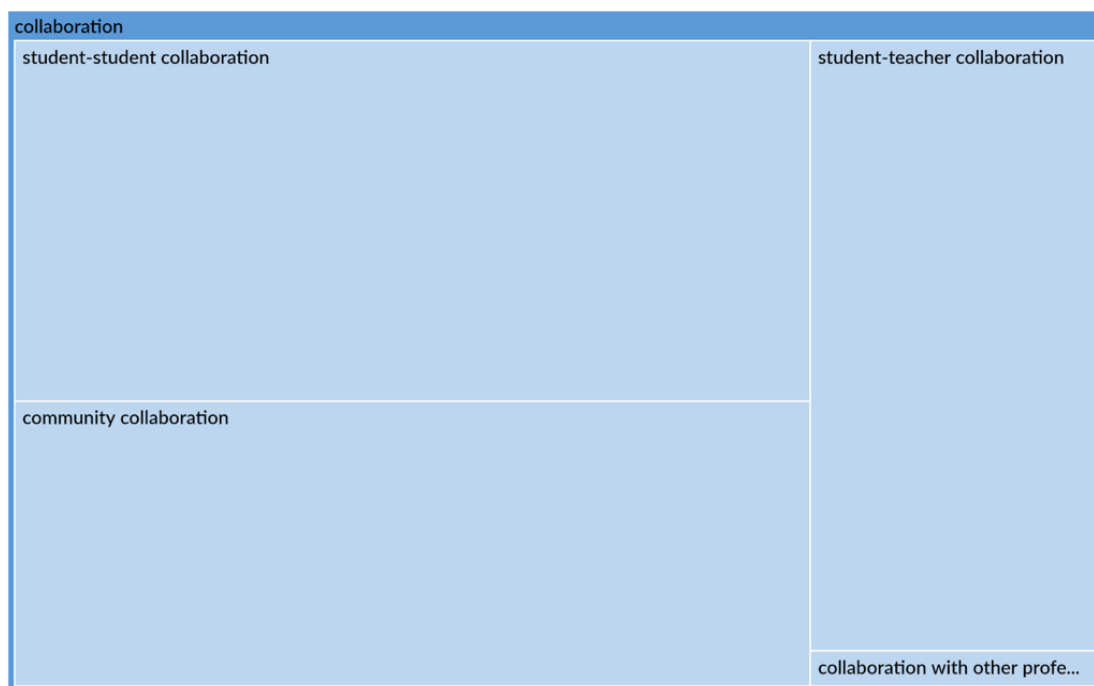 collaboration
student-student collaboration
student-teacher collaboration
community collaboration
collaboration with other profe...